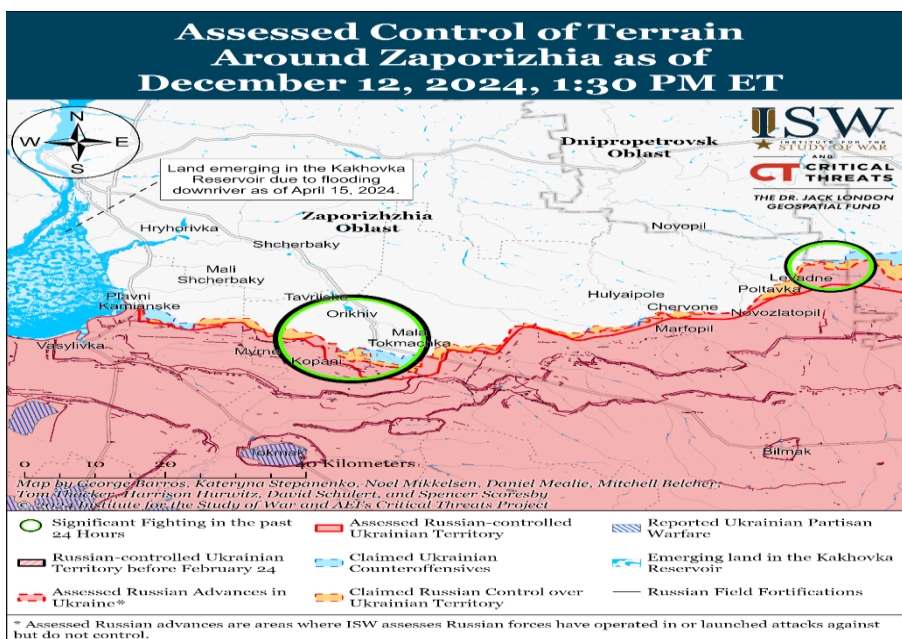 Assessed Control of Terrain
Around Zaporizhia as of
December 12, 2024, 1:30 PM ET
N
W
E
S
Land emerging in the Kakhovka
Reservoir due to flooding
downriver as of April 15, 2024.
ISW
INSTITUTE FOR THE
STUDY OF WAR
AND
CT CRITICAL
THREATS
THE DR. JACK LONDON
GEOSPATIAL FUND
Dnipropetrovsk
Oblast
Zaporizhzhia
Oblast
Hryhorivka
Shcherbaky
Novopil
Mali
Shcherbaky
Levadne
Plavni
Kamianske
Tavriiske
Hulyaipole
Poltavka
Orikhiv
Chervone
Novozlatopil
Vasylivka
Mala
Tokmachka
Marfopil
Myrne
Kopani
Tokmak
Bilmak
0
10
20
40 Kilometers
Map by George Barros, Kateryna Stepanenko, Noel Mikkelsen, Daniel Mealie, Mitchell Belcher,
Tom Thacker, Harrison Hurwitz, David Schulert, and Spencer Scoresby
© 2024 Institute for the Study of War and AEI's Critical Threats Project
Significant Fighting in the past
24 Hours
Assessed Russian-controlled
Ukrainian Territory
Reported Ukrainian Partisan
Warfare
Russian-controlled Ukrainian
Territory before February 24
Claimed Ukrainian
Counteroffensives
Emerging land in the Kakhovka
Reservoir
Assessed Russian Advances in
Ukraine*
Claimed Russian Control over
Ukrainian Territory
Russian Field Fortifications
* Assessed Russian advances are areas where ISW assesses Russian forces have operated in or launched attacks against
but do not control.